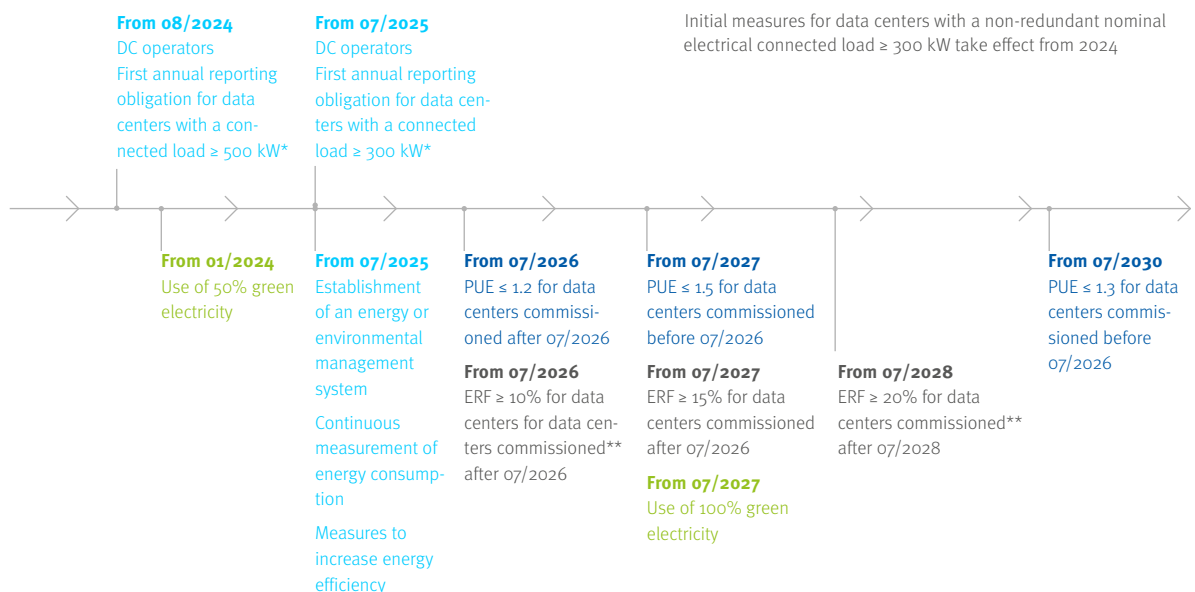 From 08/2024
DC operators
First annual reporting
obligation for data
centers with a con-
nected load ≥ 500 kW*
From 07/2025
DC operators
First annual reporting
obligation for data cen-
ters with a connected
load ≥ 300 kW*
Initial measures for data centers with a non-redundant nominal
electrical connected load ≥ 300 kW take effect from 2024
From 01/2024
Use of 50% green
electricity
From 07/2025
Establishment
of an energy or
environmental
management
system
Continuous
measurement of
energy consump-
tion
Measures to
increase energy
efficiency
From 07/2026
PUE ≤ 1.2 for data
centers commissi-
oned after 07/2026
From 07/2026
ERF ≥ 10% for data
centers for data cen-
ters commissioned**
after 07/2026
From 07/2027
PUE ≤ 1.5 for data
centers commissioned
before 07/2026
From 07/2027
ERF ≥ 15% for data
centers commissioned
after 07/2026
From 07/2027
Use of 100% green
electricity
From 07/2028
ERF ≥ 20% for data
centers commissioned**
after 07/2028
From 07/2030
PUE ≤ 1.3 for data
centers commis-
sioned before
07/2026